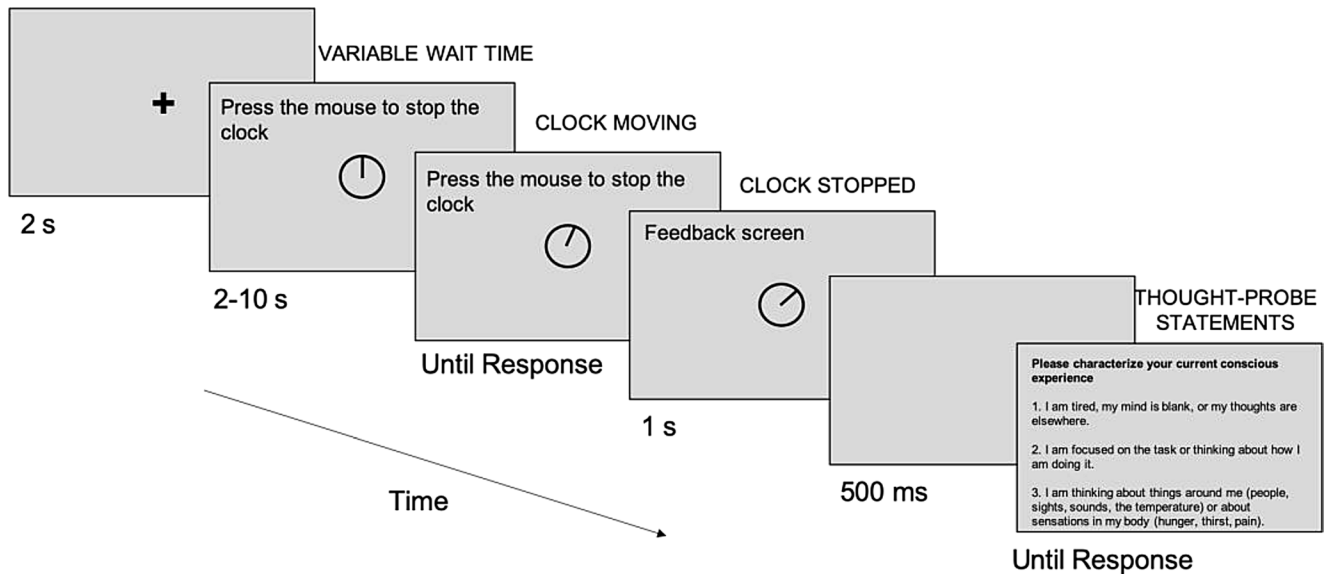 VARIABLE WAIT TIME
Press the mouse to stop the
clock
CLOCK MOVING
Press the mouse to stop the
clock
CLOCK STOPPED
Feedback screen
THOUGHT-PROBE
STATEMENTS
Please characterize your current conscious
experience
1. I am tired, my mind is blank, or my thoughts are
elsewhere.
2. I am focused on the task or thinking about how I
am doing it.
3. I am thinking about things around me (people,
sights, sounds, the temperature) or about
sensations in my body (hunger, thirst, pain).
2 s
2-10 s
Until Response
1 s
500 ms
Until Response
Time